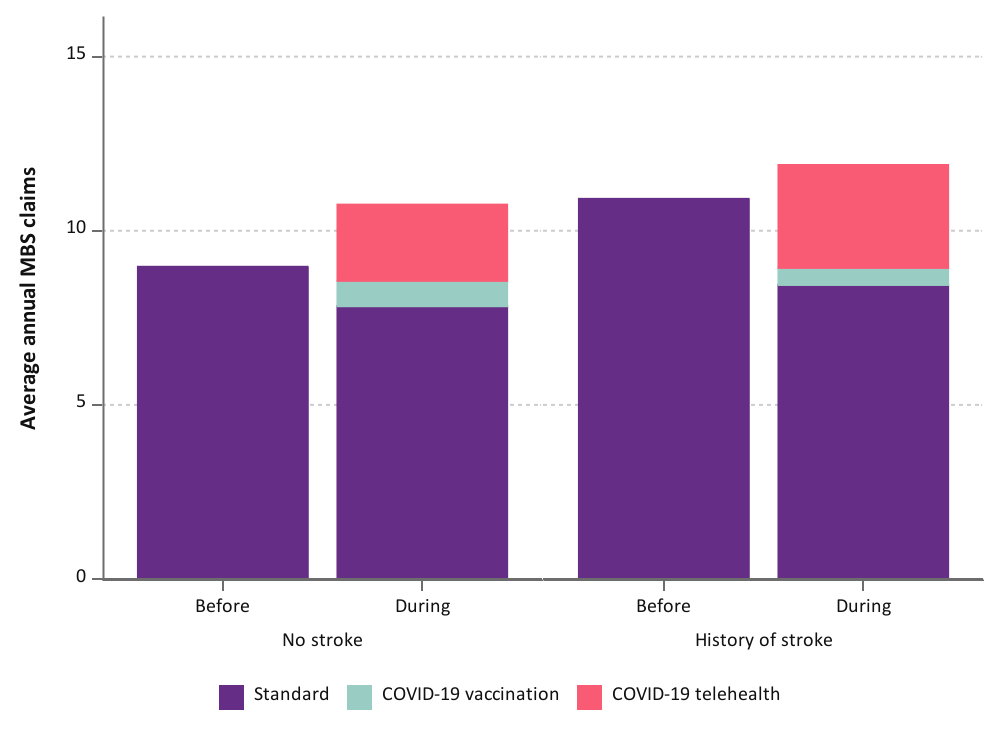 Average annual MBS claims
15
10
5
0
Before During Before During
No stroke History of stroke
Standard COVID-19 vaccination COVID-19 telehealth